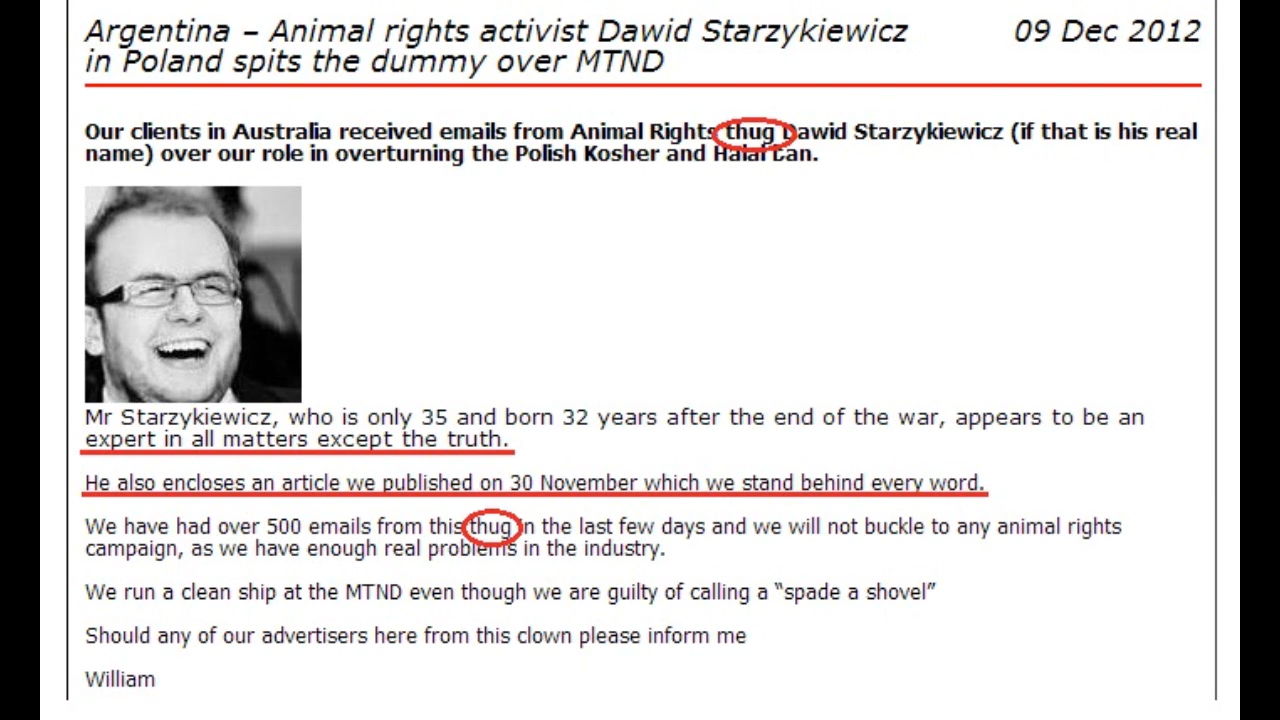 Argentina – Animal rights activist Dawid Starzykiewicz 09 Dec 2012
in Poland spits the dummy over MTND
Our clients in Australia received emails from Animal Rights thug Dawid Starzykiewicz (if that is his real
name) over our role in overturning the Polish Kosher and Halal Ban.
Mr Starzykiewicz, who is only 35 and born 32 years after the end of the war, appears to be an
expert in all matters except the truth.
He also encloses an article we published on 30 November which we stand behind every word.
We have had over 500 emails from this thug in the last few days and we will not buckle to any animal rights
campaign, as we have enough real problems in the industry.
We run a clean ship at the MTND even though we are guilty of calling a “spade a shovel”
Should any of our advertisers here from this clown please inform me
William